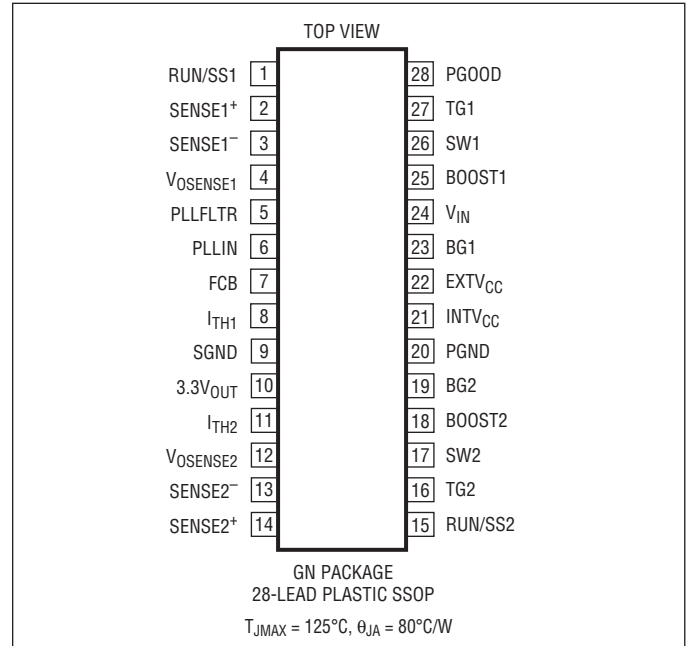 TOP VIEW
RUN/SS1 1
SENSE1⁺ 2
SENSE1⁻ 3
VOSENSE1 4
PLLFLTR 5
PLLIN 6
FCB 7
ITH1 8
SGND 9
3.3VOUT 10
ITH2 11
VOSENSE2 12
SENSE2⁻ 13
SENSE2⁺ 14
28 PGOOD
27 TG1
26 SW1
25 BOOST1
24 VIN
23 BG1
22 EXTVCC
21 INTVCC
20 PGND
19 BG2
18 BOOST2
17 SW2
16 TG2
15 RUN/SS2
GN PACKAGE
28-LEAD PLASTIC SSOP
TJMAX = 125°C, θJA = 80°C/W